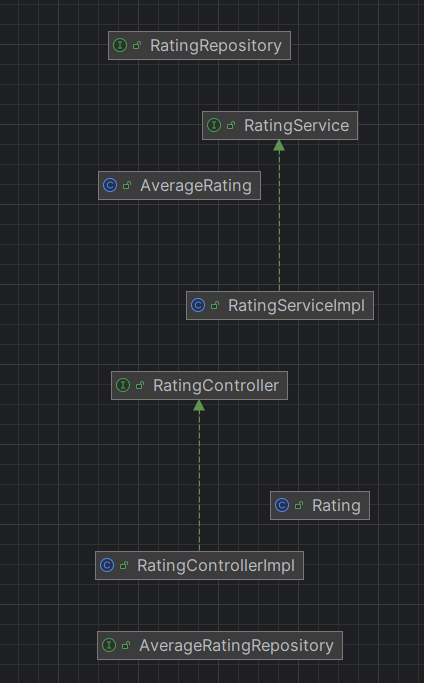 I RatingRepository
I RatingService
C AverageRating
C RatingServiceImpl
I RatingController
C Rating
C RatingControllerImpl
I AverageRatingRepository